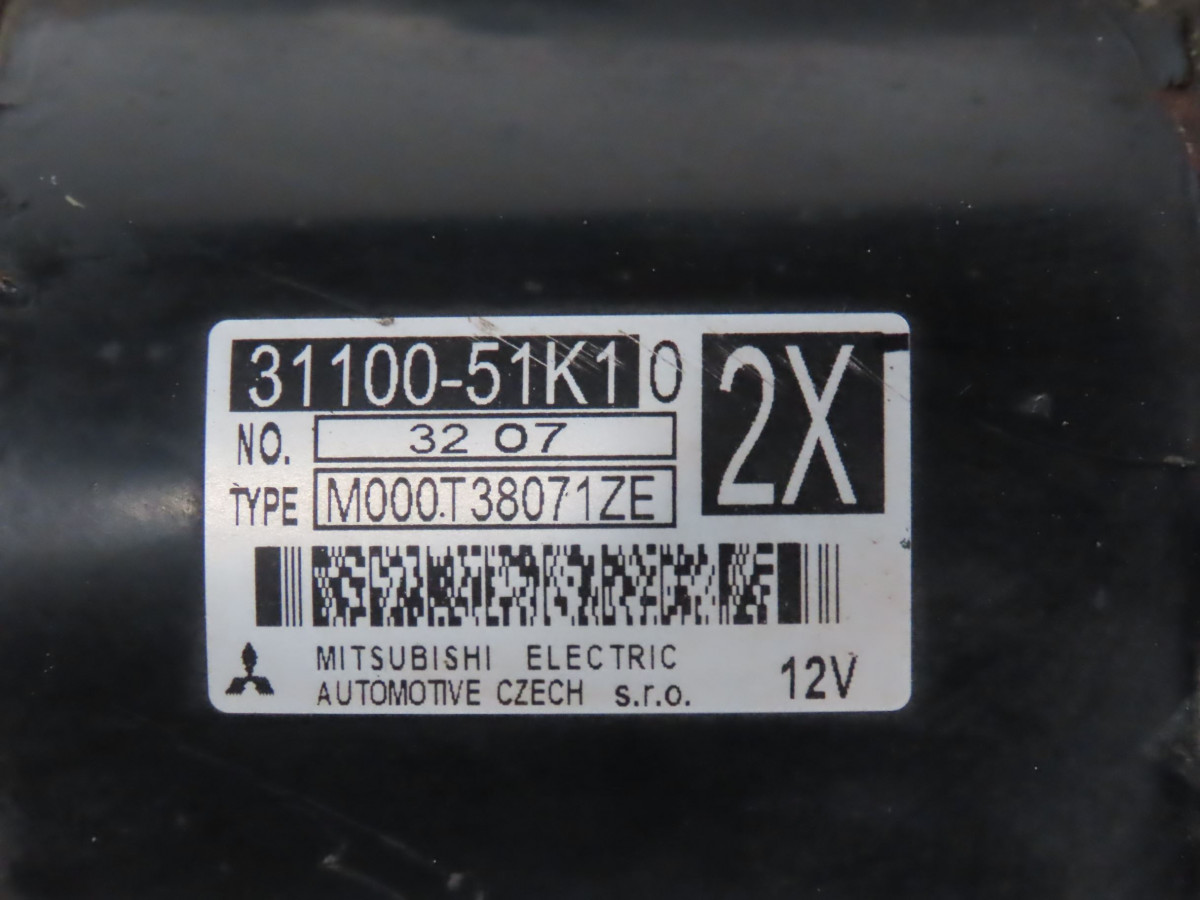 31100-51K10
2X
NO. 32 07
TYPE M000T38071ZE
MITSUBISHI ELECTRIC
AUTOMOTIVE CZECH s.r.o.
12V